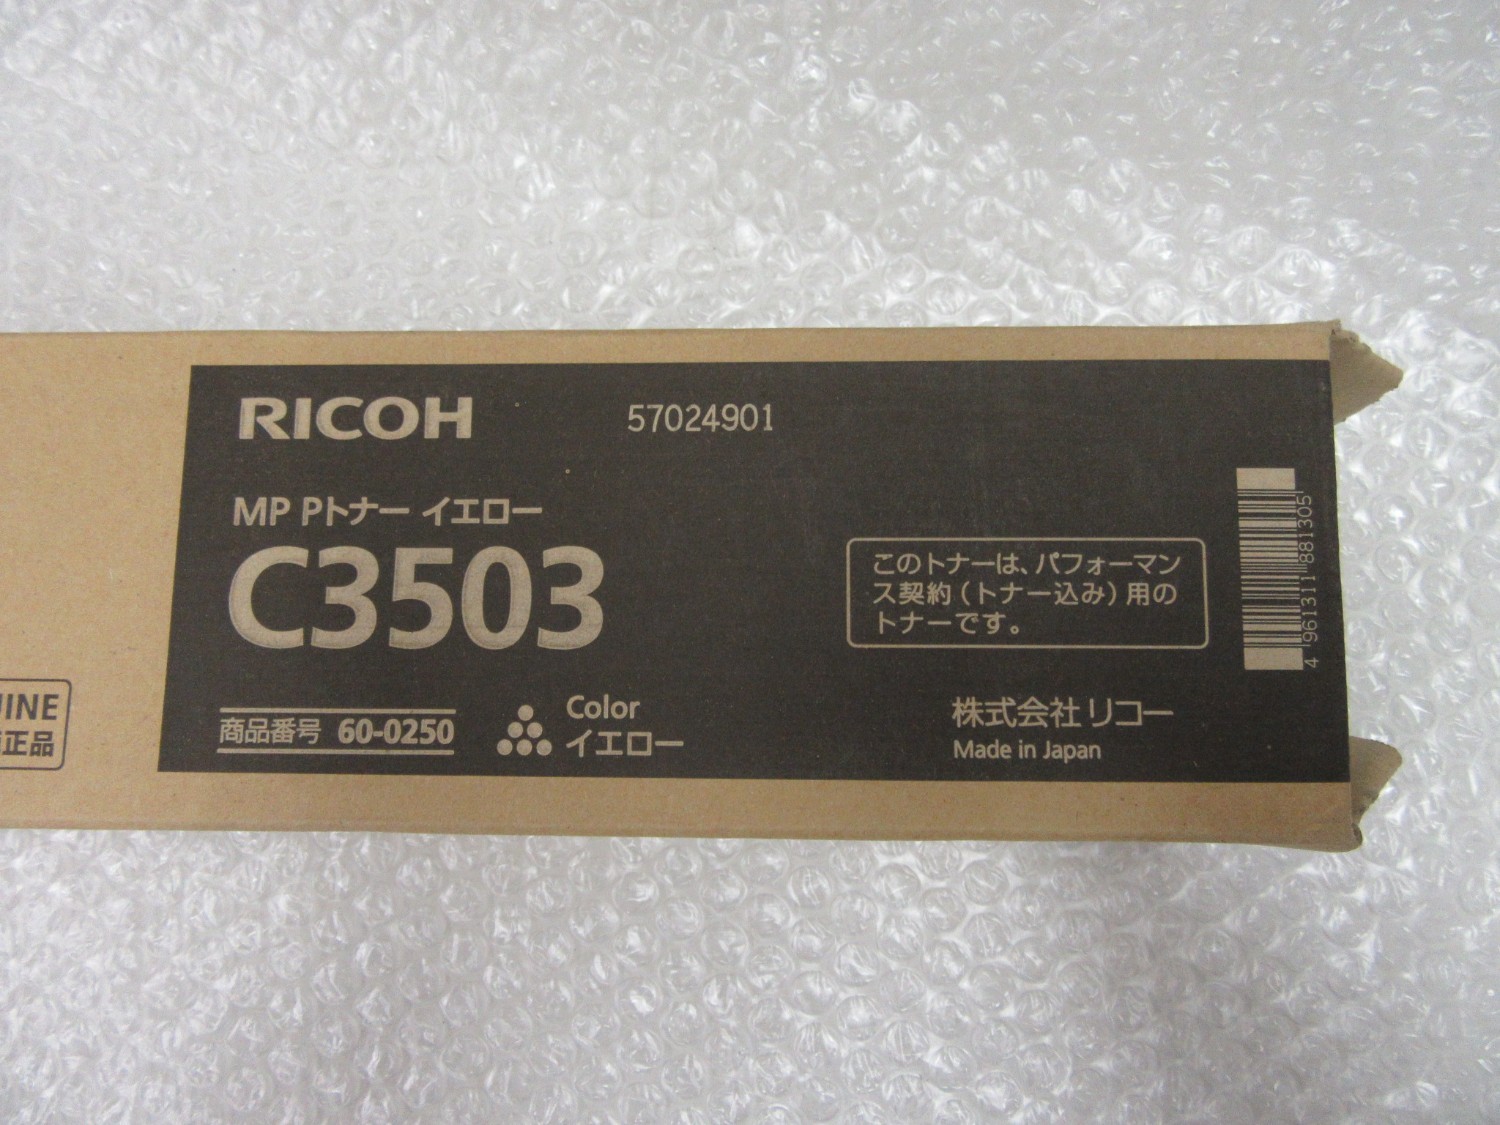 RICOH 57024901
MP Pトナー イエロー
C3503
このトナーは、パフォーマン
ス契約(トナー込み)用の
トナーです。
商品番号 60-0250
Color
イエロー
株式会社リコー
Made in Japan
4 961311 881305
正品